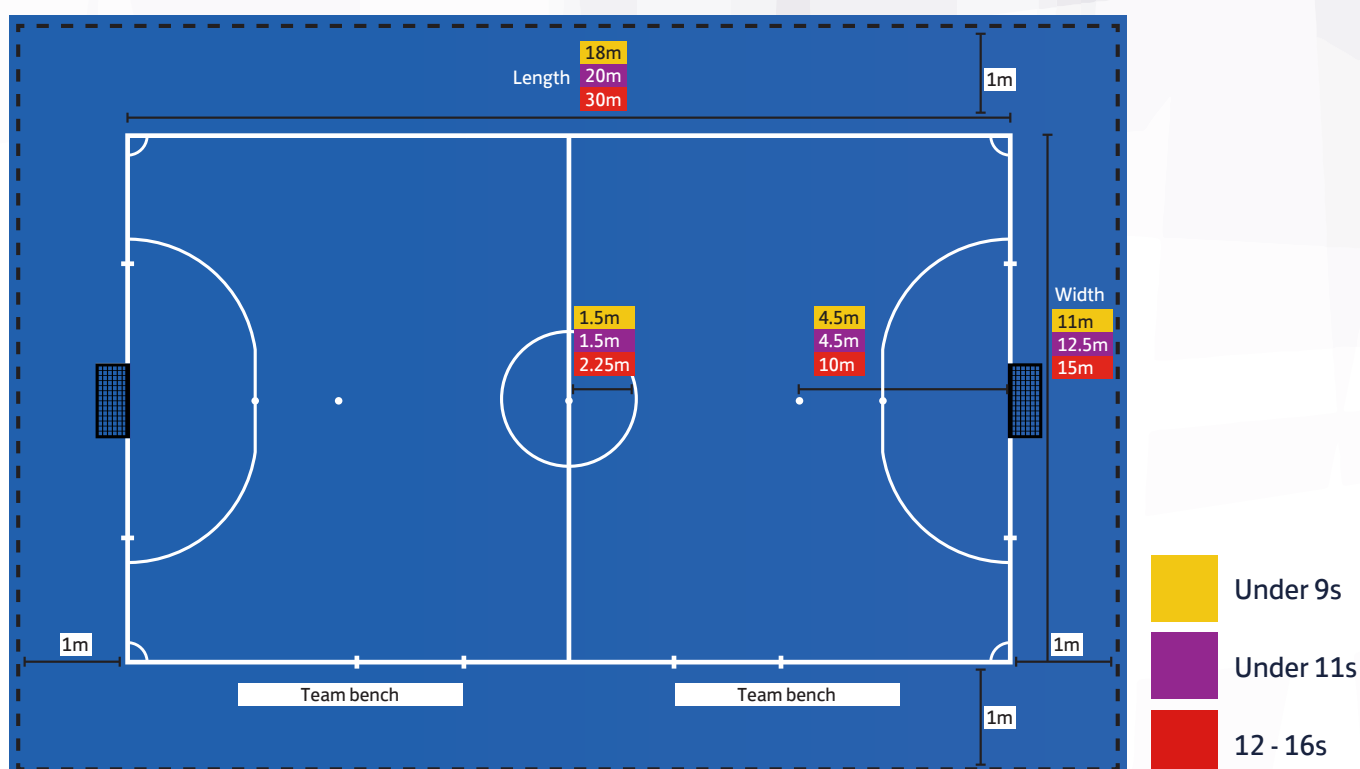 18m
Length 20m
30m
1m
Width
11m
12.5m
15m
1.5m
1.5m
2.25m
4.5m
4.5m
10m
1m
1m
Team bench
Team bench
1m
Under 9s
Under 11s
12 - 16s